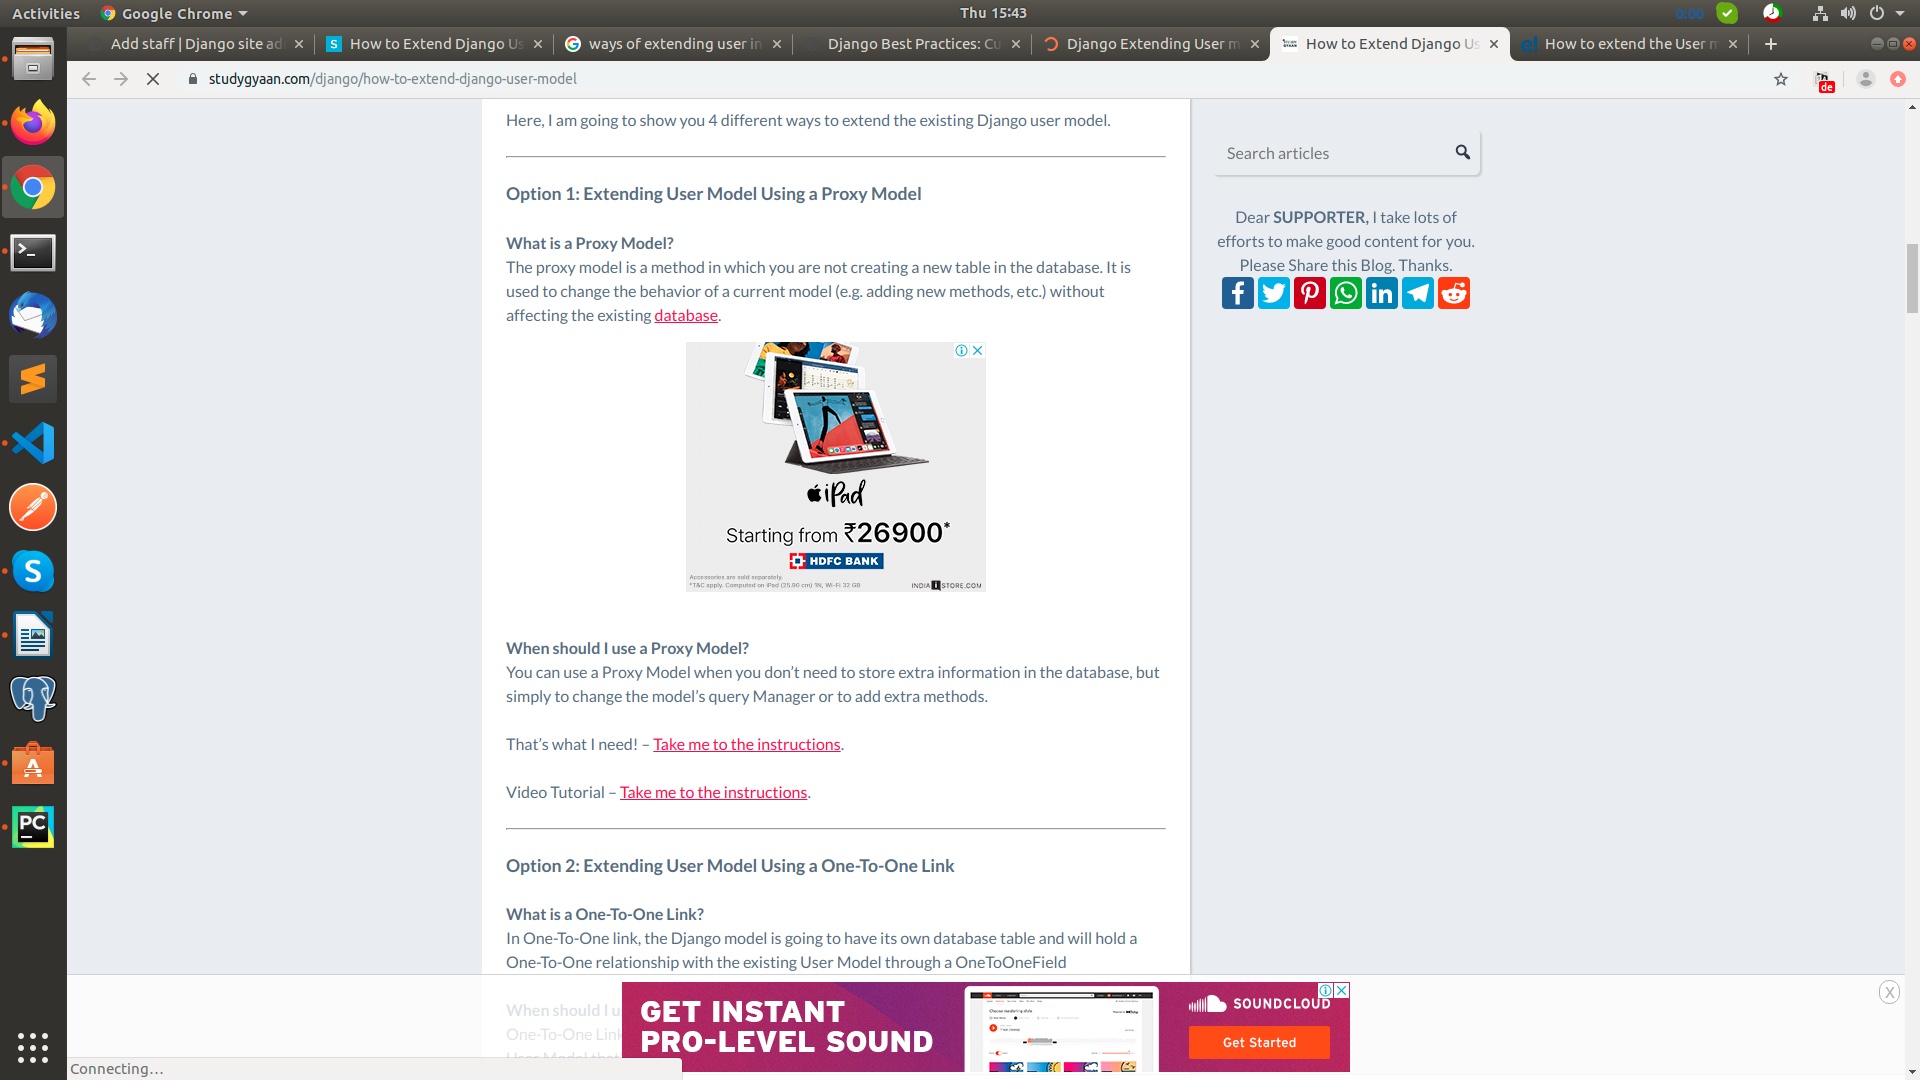 Activities
Google Chrome
Thu 15:43
0:00
Add staff | Django site ad
How to Extend Django Us
ways of extending user in
Django Best Practices: Cu
Django Extending User m
How to Extend Django Us
How to extend the User m
studygyaan.com/django/how-to-extend-django-user-model
de
Here, I am going to show you 4 different ways to extend the existing Django user model.
Option 1: Extending User Model Using a Proxy Model
What is a Proxy Model?
The proxy model is a method in which you are not creating a new table in the database. It is
used to change the behavior of a current model (e.g. adding new methods, etc.) without
affecting the existing database.
iPad
Starting from ₹26900*
HDFC BANK
Accessories are sold separately.
*T&C apply. Computed on iPad (25.90 cm) 7N, Wi-Fi 32 GB
INDIA iSTORE.COM
When should I use a Proxy Model?
You can use a Proxy Model when you don’t need to store extra information in the database, but
simply to change the model’s query Manager or to add extra methods.
That’s what I need! – Take me to the instructions.
Video Tutorial – Take me to the instructions.
Option 2: Extending User Model Using a One-To-One Link
What is a One-To-One Link?
In One-To-One link, the Django model is going to have its own database table and will hold a
One-To-One relationship with the existing User Model through a OneToOneField
When should I u
One-To-One Link
User Model that
Search articles
Dear SUPPORTER, I take lots of
efforts to make good content for you.
Please Share this Blog. Thanks.
GET INSTANT
PRO-LEVEL SOUND
SOUNDCLOUD
Get Started
X
Connecting…
PC